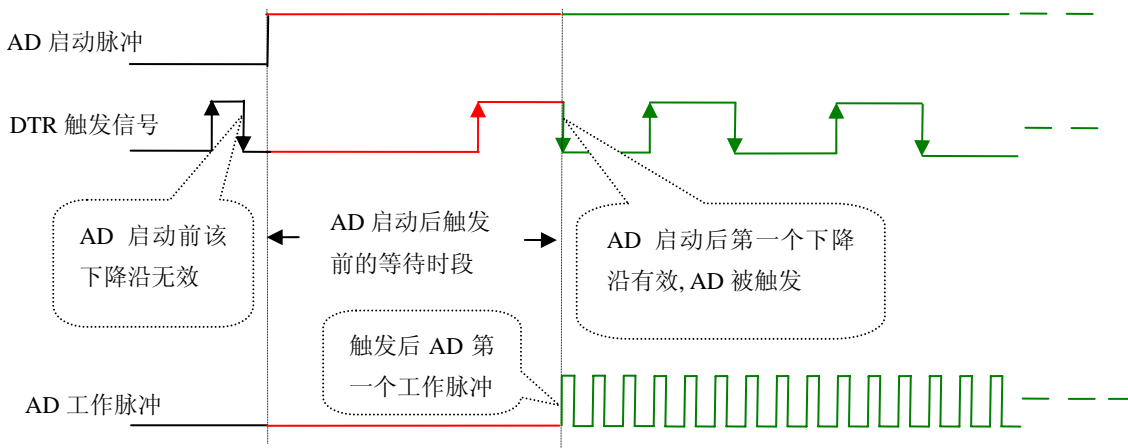 AD 启动脉冲
DTR 触发信号
AD 启动前该
下降沿无效
AD 启动后触发
前的等待时段
AD 启动后第一个下降
沿有效, AD 被触发
触发后 AD 第
一个工作脉冲
AD 工作脉冲